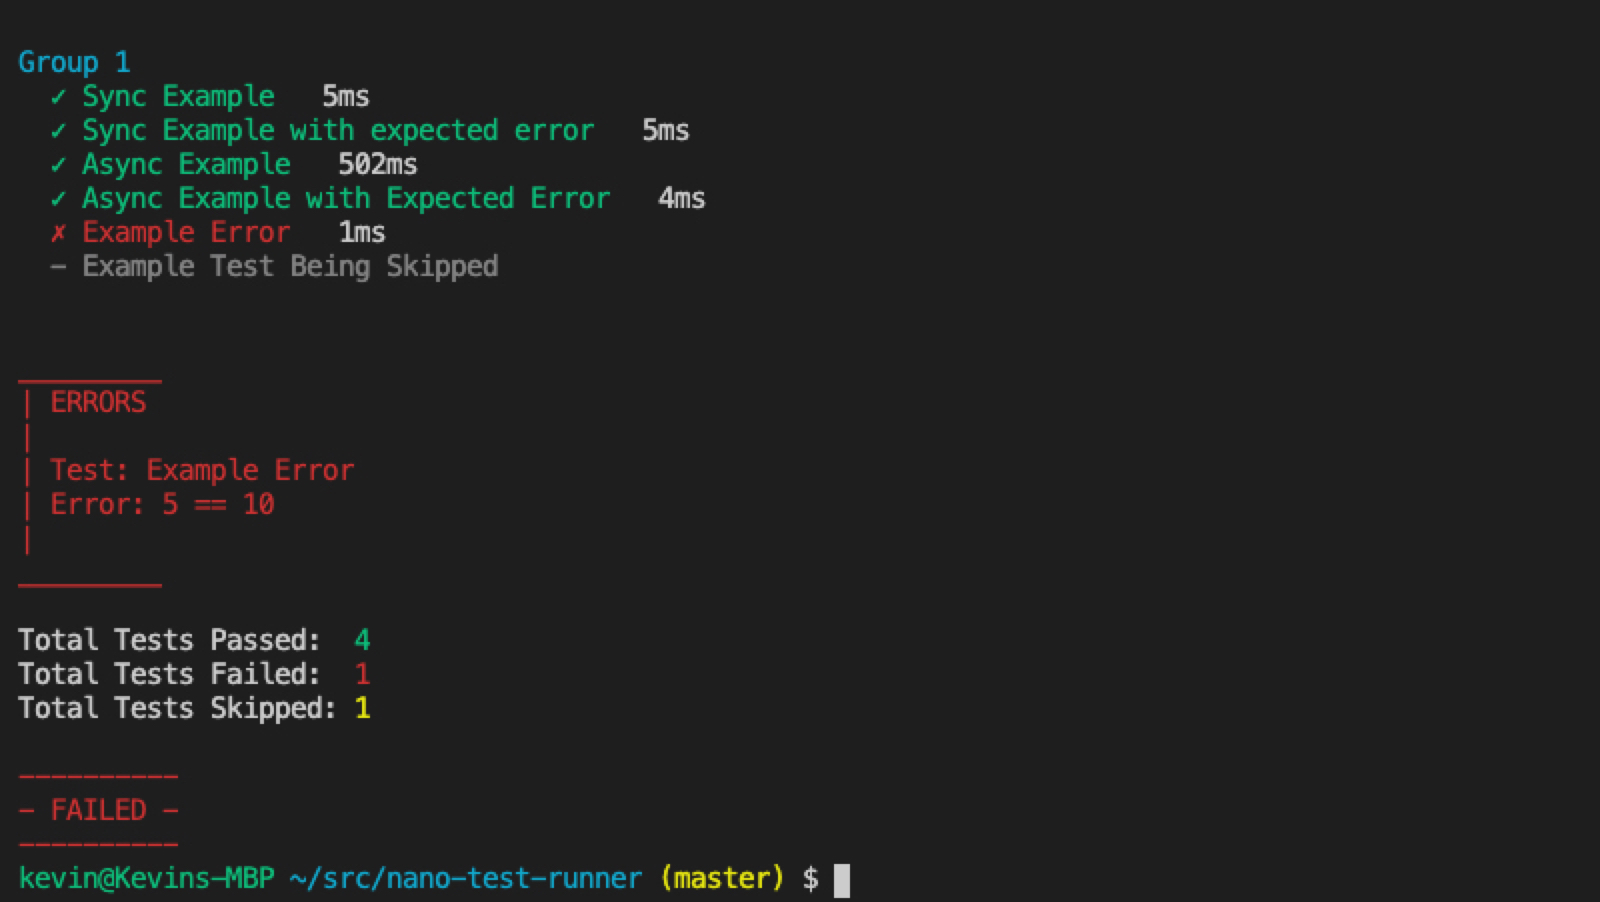 Group 1
✓ Sync Example 5ms
✓ Sync Example with expected error 5ms
✓ Async Example 502ms
✓ Async Example with Expected Error 4ms
✗ Example Error 1ms
- Example Test Being Skipped
_________
| ERRORS
|
| Test: Example Error
| Error: 5 == 10
|
_________
Total Tests Passed: 4
Total Tests Failed: 1
Total Tests Skipped: 1
----------
- FAILED -
----------
kevin@Kevins-MBP ~/src/nano-test-runner (master) $